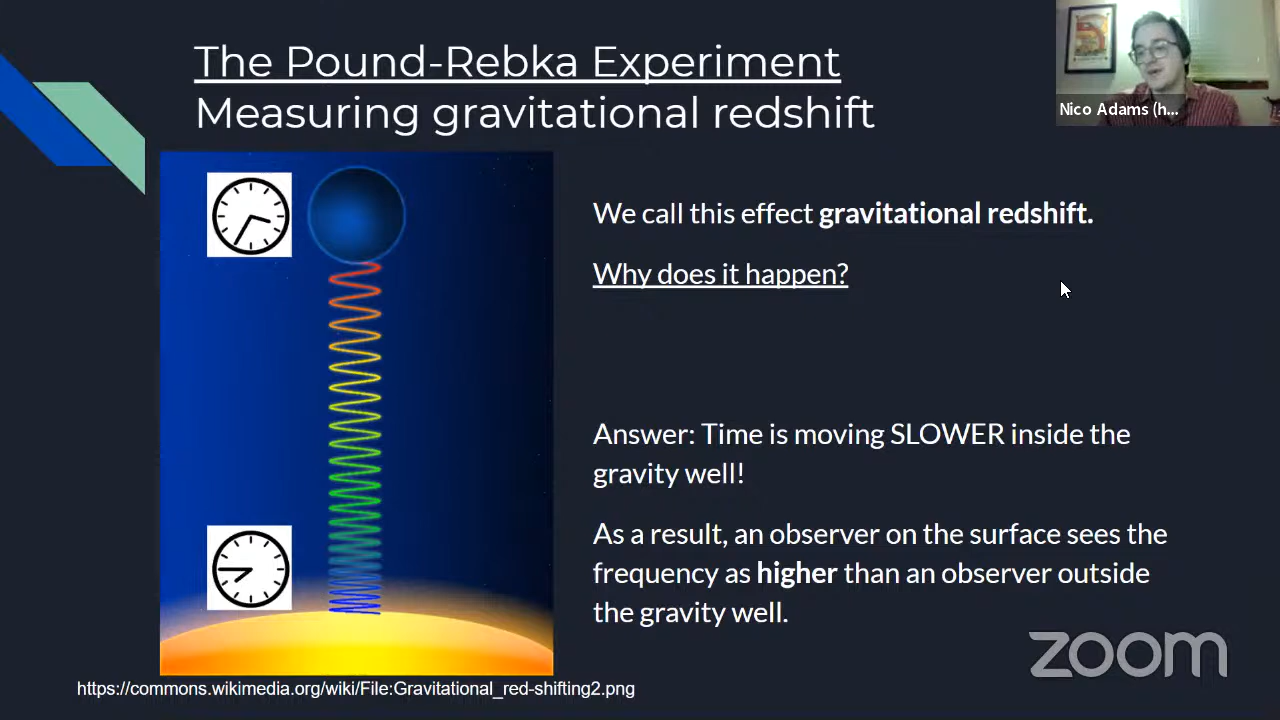 The Pound-Rebka Experiment
Measuring gravitational redshift
Nico Adams (h...
We call this effect gravitational redshift.
Why does it happen?
Answer: Time is moving SLOWER inside the
gravity well!
As a result, an observer on the surface sees the
frequency as higher than an observer outside
the gravity well.
zoom
https://commons.wikimedia.org/wiki/File:Gravitational_red-shifting2.png